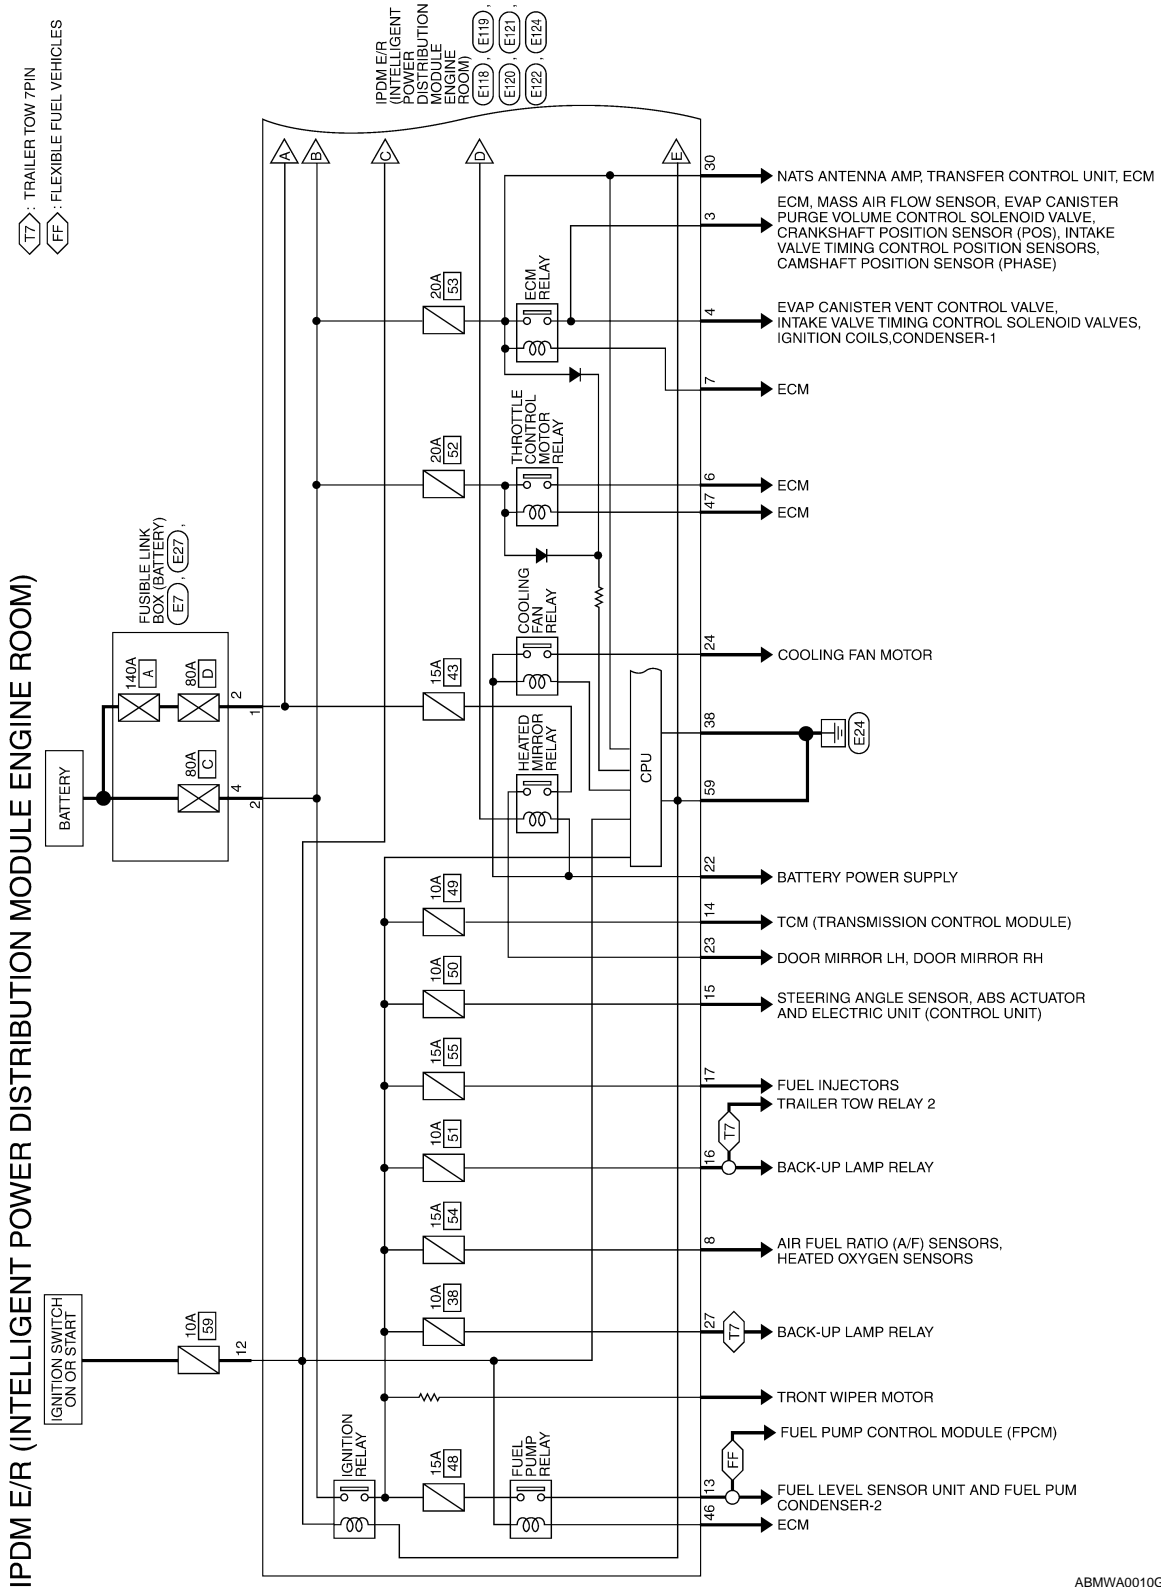 IPDM E/R (INTELLIGENT POWER DISTRIBUTION MODULE ENGINE ROOM)
T7 : TRAILER TOW 7PIN
FF : FLEXIBLE FUEL VEHICLES
IPDM E/R
(INTELLIGENT
POWER
DISTRIBUTION
MODULE
ENGINE
ROOM)
E118 , E119 ,
E120 , E121 ,
E122 , E124
A
B
C
D
E
30
NATS ANTENNA AMP, TRANSFER CONTROL UNIT, ECM
3
ECM, MASS AIR FLOW SENSOR, EVAP CANISTER
PURGE VOLUME CONTROL SOLENOID VALVE,
CRANKSHAFT POSITION SENSOR (POS), INTAKE
VALVE TIMING CONTROL POSITION SENSORS,
CAMSHAFT POSITION SENSOR (PHASE)
20A
53
ECM
RELAY
4
EVAP CANISTER VENT CONTROL VALVE,
INTAKE VALVE TIMING CONTROL SOLENOID VALVES,
IGNITION COILS,CONDENSER-1
7
ECM
20A
52
THROTTLE
CONTROL
MOTOR
RELAY
6
ECM
47
ECM
FUSIBLE LINK
BOX (BATTERY)
E7 , E27 ,
BATTERY
140A
A
80A
D
2
1
80A
C
4
2
15A
43
COOLING
FAN
RELAY
24
COOLING FAN MOTOR
HEATED
MIRROR
RELAY
CPU
38
59
E24
22
BATTERY POWER SUPPLY
10A
49
14
TCM (TRANSMISSION CONTROL MODULE)
23
DOOR MIRROR LH, DOOR MIRROR RH
10A
50
15
STEERING ANGLE SENSOR, ABS ACTUATOR
AND ELECTRIC UNIT (CONTROL UNIT)
15A
55
17
FUEL INJECTORS
TRAILER TOW RELAY 2
T7
10A
51
16
BACK-UP LAMP RELAY
15A
54
8
AIR FUEL RATIO (A/F) SENSORS,
HEATED OXYGEN SENSORS
10A
38
27
T7
BACK-UP LAMP RELAY
IGNITION SWITCH
ON OR START
10A
59
12
TRONT WIPER MOTOR
FUEL PUMP CONTROL MODULE (FPCM)
FF
IGNITION
RELAY
15A
48
FUEL
PUMP
RELAY
13
FUEL LEVEL SENSOR UNIT AND FUEL PUM
CONDENSER-2
46
ECM
ABMWA0010G